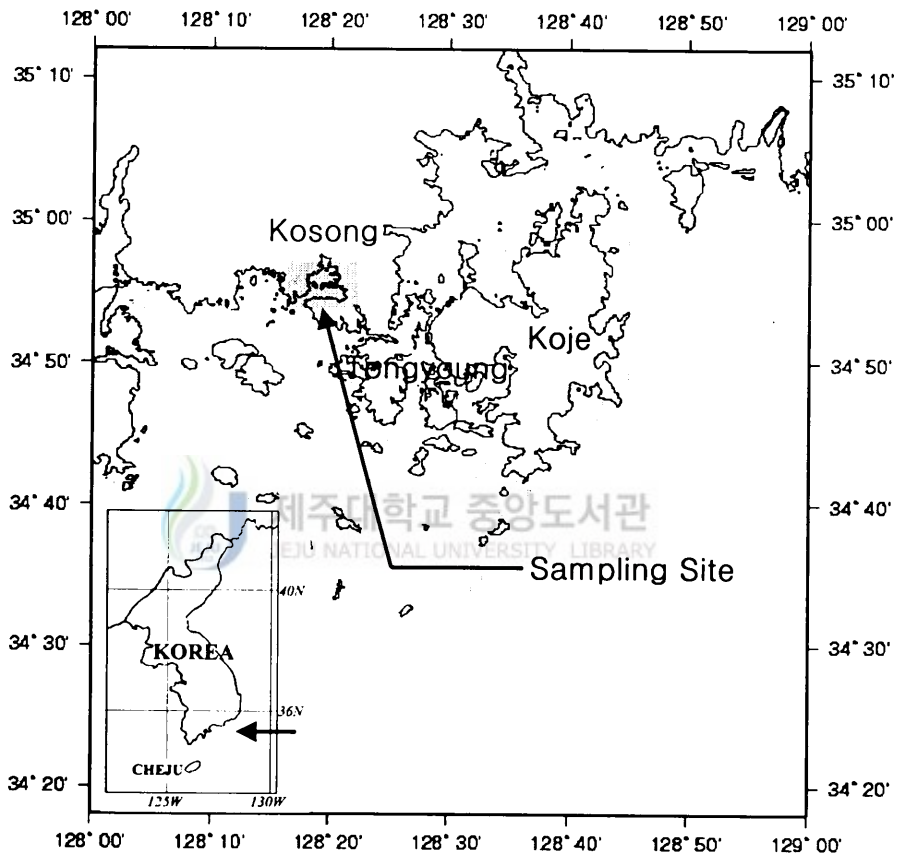 128° 00' 128° 10' 128° 20' 128° 30' 128° 40' 128° 50' 129° 00'
35° 10' 35° 10'
35° 00' 35° 00'
Kosong
Koje
34° 50' 34° 50'
Tongyoung
34° 40' 34° 40'
제주대학교 중앙도서관
JEJU NATIONAL UNIVERSITY LIBRARY
Sampling Site
40N
34° 30' 34° 30'
KOREA
36N
CHEJU
34° 20' 34° 20'
125W 130W
128° 00' 128° 10' 128° 20' 128° 30' 128° 40' 128° 50' 129° 00'